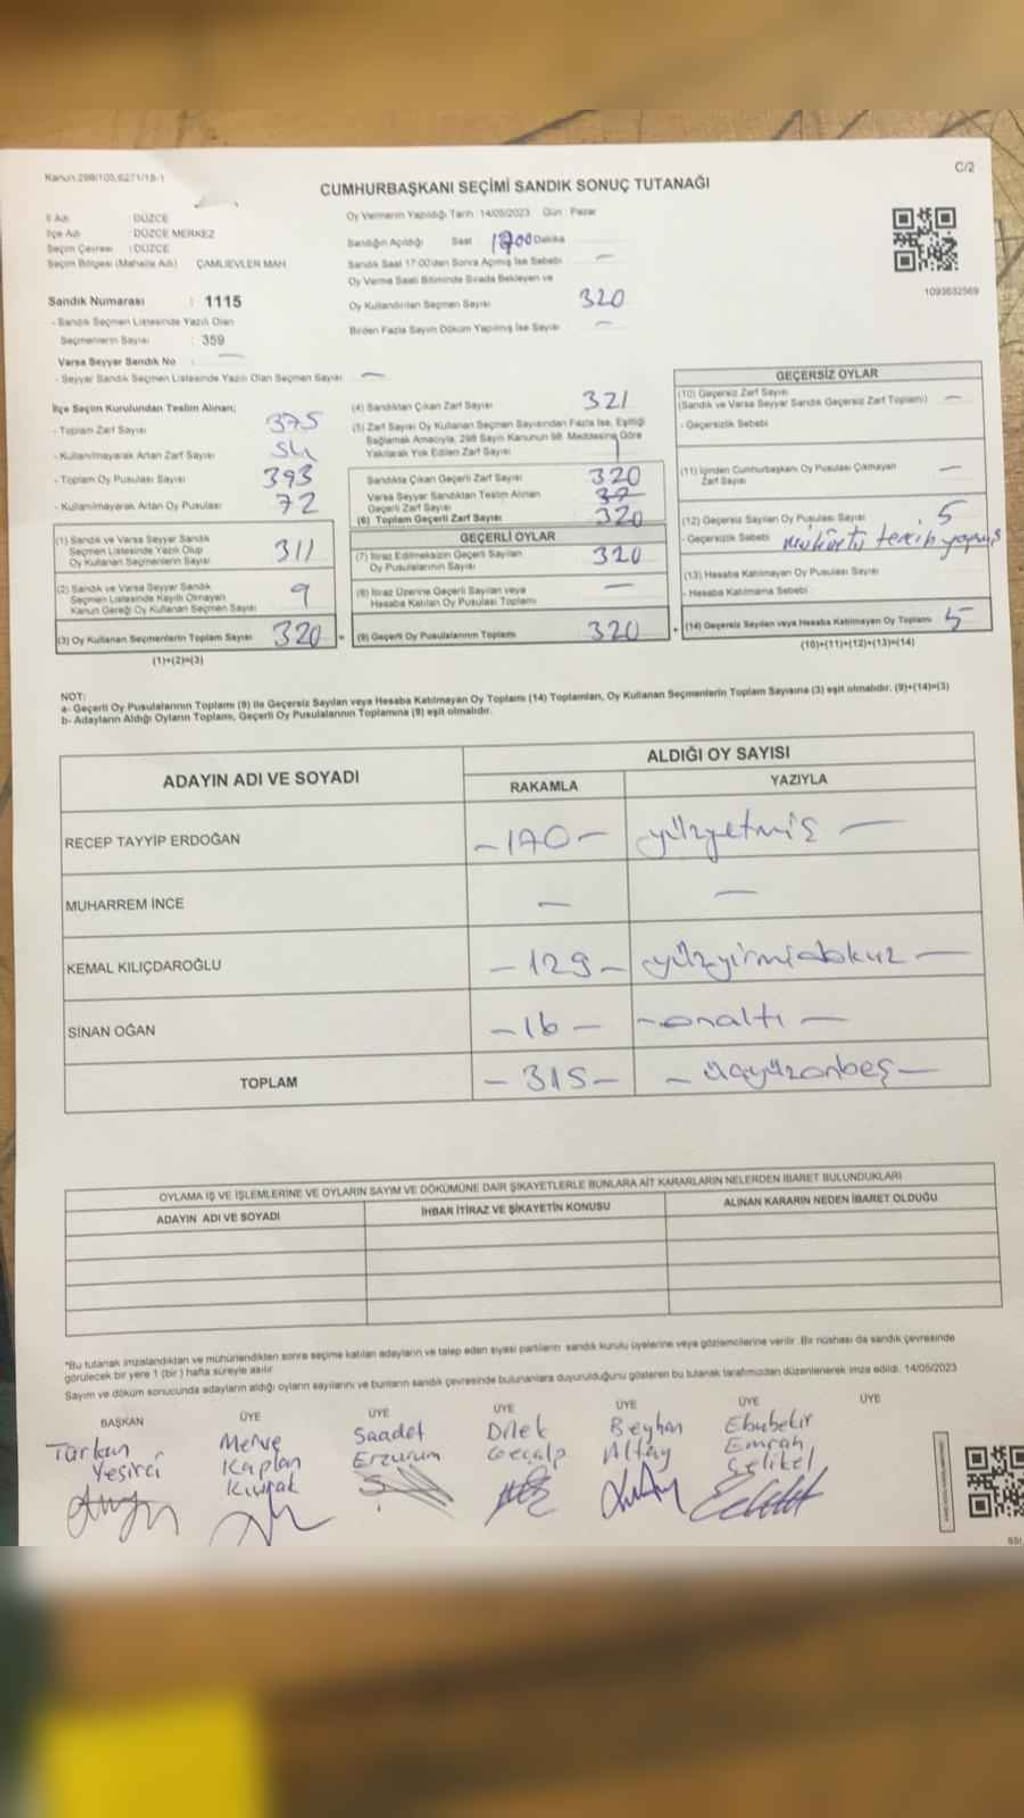 Kanun:298/105,6271/18-1
C/2
CUMHURBAŞKANI SEÇİMİ SANDIK SONUÇ TUTANAĞI
İl Adı : DÜZCE
İlçe Adı : DÜZCE MERKEZ
Seçim Çevresi : DÜZCE
Seçim Bölgesi (Mahalle Adı) ÇAMLIEVLER MAH
Sandık Numarası : 1115
- Sandık Seçmen Listesinde Yazılı Olan
Seçmenlerin Sayısı : 359
Varsa Seyyar Sandık No :
- Seyyar Sandık Seçmen Listesinde Yazılı Olan Seçmen Sayısı —
Oy Vermenin Yapıldığı Tarih : 14/05/2023 Gün : Pazar
Sandığın Açıldığı Saat 1700 Dakika
Sandık Saat 17:00'den Sonra Açılmış İse Sebebi —
Oy Verme Saati Bitiminde Sırada Bekleyen ve
Oy Kullandırılan Seçmen Sayısı 320
Birden Fazla Sayım Döküm Yapılmış İse Sayısı —
1093632569
İlçe Seçim Kurulundan Teslim Alınan;
- Toplam Zarf Sayısı 375
- Kullanılmayarak Artan Zarf Sayısı 54
- Toplam Oy Pusulası Sayısı 393
- Kullanılmayarak Artan Oy Pusulası 72
(1) Sandık ve Varsa Seyyar Sandık
Seçmen Listesinde Yazılı Olup
Oy Kullanan Seçmenlerin Sayısı 311
(2) Sandık ve Varsa Seyyar Sandık
Seçmen Listesinde Kayıtlı Olmayan
Kanun Gereği Oy Kullanan Seçmen Sayısı 9
(3) Oy Kullanan Seçmenlerin Toplam Sayısı 320
(1)+(2)=(3)
(4) Sandıktan Çıkan Zarf Sayısı 321
(5) Zarf Sayısı Oy Kullanan Seçmen Sayısından Fazla İse, Eşitliği
Sağlamak Amacıyla, 298 Sayılı Kanunun 98. Maddesine Göre
Yakılarak Yok Edilen Zarf Sayısı 1
Sandıkta Çıkan Geçerli Zarf Sayısı 320
Varsa Seyyar Sandıktan Teslim Alınan
Geçerli Zarf Sayısı
(6) Toplam Geçerli Zarf Sayısı 320
GEÇERLİ OYLAR
(7) İtiraz Edilmeksizin Geçerli Sayılan
Oy Pusulalarının Sayısı 320
(8) İtiraz Üzerine Geçerli Sayılan veya
Hesaba Katılan Oy Pusulası Toplamı —
= (9) Geçerli Oy Pusulalarının Toplamı 320
GEÇERSİZ OYLAR
(10) Geçersiz Zarf Sayısı —
(Sandık ve Varsa Seyyar Sandık Geçersiz Zarf Toplamı)
- Geçersizlik Sebebi
(11) İçinden Cumhurbaşkanı Oy Pusulası Çıkmayan —
Zarf Sayısı
(12) Geçersiz Sayılan Oy Pusulası Sayısı 5
- Geçersizlik Sebebi tercih
(13) Hesaba Katılmayan Oy Pusulası Sayısı
- Hesaba Katılmama Sebebi
+ (14) Geçersiz Sayılan veya Hesaba Katılmayan Oy Toplamı 5
(10)+(11)+(12)+(13)=(14)
NOT:
a- Geçerli Oy Pusulalarının Toplamı (9) ile Geçersiz Sayılan veya Hesaba Katılmayan Oy Toplamı (14) Toplamları, Oy Kullanan Seçmenlerin Toplam Sayısına (3) eşit olmalıdır. (9)+(14)=(3)
b- Adayların Aldığı Oyların Toplamı, Geçerli Oy Pusulalarının Toplamına (9) eşit olmalıdır.
ADAYIN ADI VE SOYADI
ALDIĞI OY SAYISI
RAKAMLA YAZIYLA
RECEP TAYYİP ERDOĞAN —170— yüzyetmiş —
MUHARREM İNCE — —
KEMAL KILIÇDAROĞLU —129— yüzyirmidokuz —
SİNAN OĞAN —16— —onaltı—
TOPLAM —315— —üçyüzonbeş—
OYLAMA İŞ VE İŞLEMLERİNE VE OYLARIN SAYIM VE DÖKÜMÜNE DAİR ŞİKAYETLERLE BUNLARA AİT KARARLARIN NELERDEN İBARET BULUNDUKLARI
ADAYIN ADI VE SOYADI İHBAR İTİRAZ VE ŞİKAYETİN KONUSU ALINAN KARARIN NEDEN İBARET OLDUĞU
*Bu tutanak imzalandıktan ve mühürlendikten sonra seçime katılan adayların ve talep eden siyasi partilerin sandık kurulu üyelerine veya gözlemcilerine verilir. Bir nüshası da sandık çevresinde
görülecek bir yere 1 (bir) hafta süreyle asılır.
Sayım ve döküm sonucunda adayların aldığı oyların sayılarını ve bunların sandık çevresinde bulunanlara duyurulduğunu gösteren bu tutanak tarafımızdan düzenlenerek imza edildi. 14/05/2023
BAŞKAN ÜYE ÜYE ÜYE ÜYE ÜYE ÜYE
Merve Saadet Dilek Beyhan Ebubekir
Kaplan Erzurum Altay Emrah